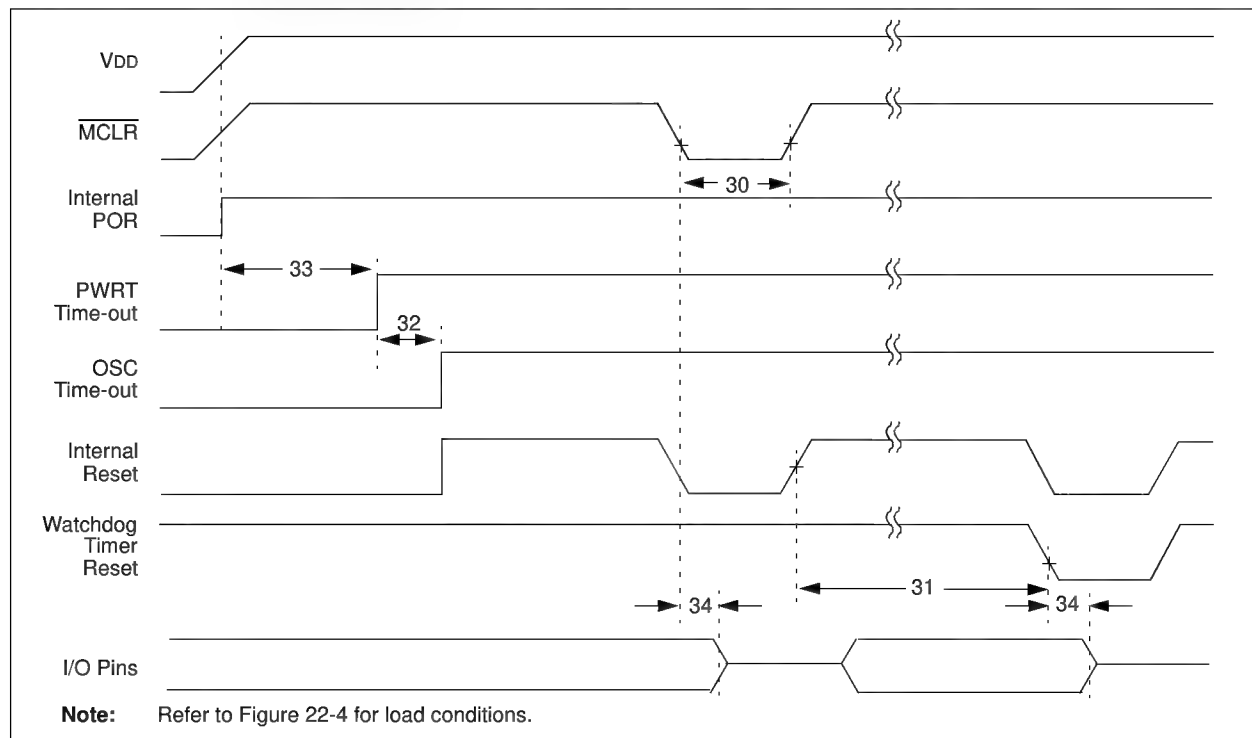 VDD
MCLR
30
Internal
POR
33
PWRT
Time-out
32
OSC
Time-out
Internal
Reset
Watchdog
Timer
Reset
31
34
34
I/O Pins
Note: Refer to Figure 22-4 for load conditions.